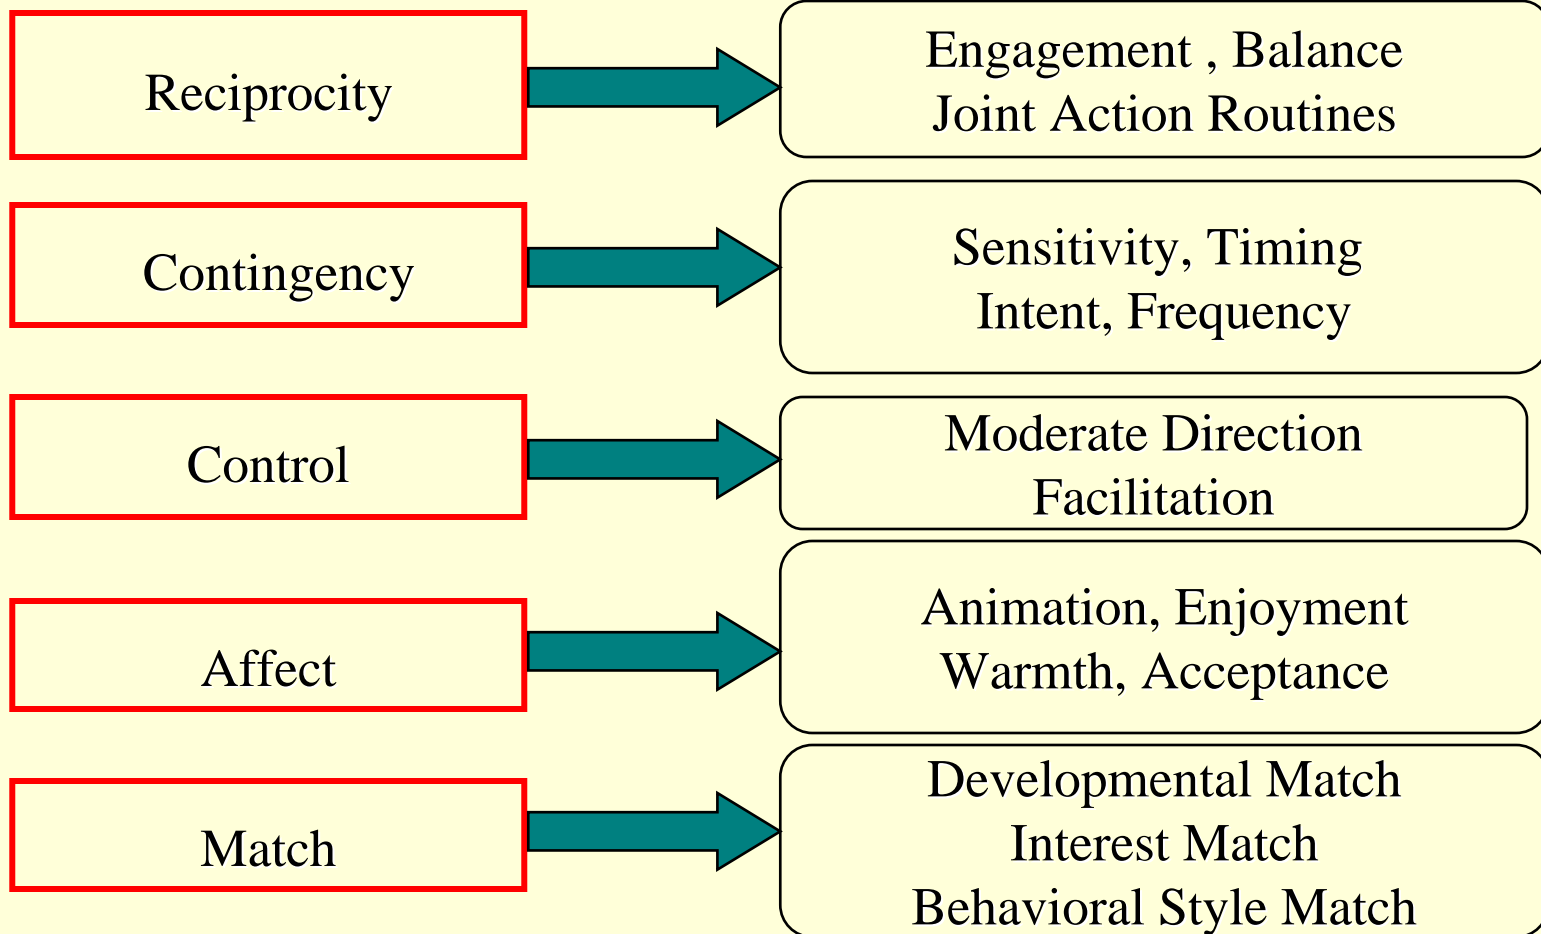 Reciprocity
Engagement , Balance
Joint Action Routines
Contingency
Sensitivity, Timing
Intent, Frequency
Control
Moderate Direction
Facilitation
Affect
Animation, Enjoyment
Warmth, Acceptance
Match
Developmental Match
Interest Match
Behavioral Style Match